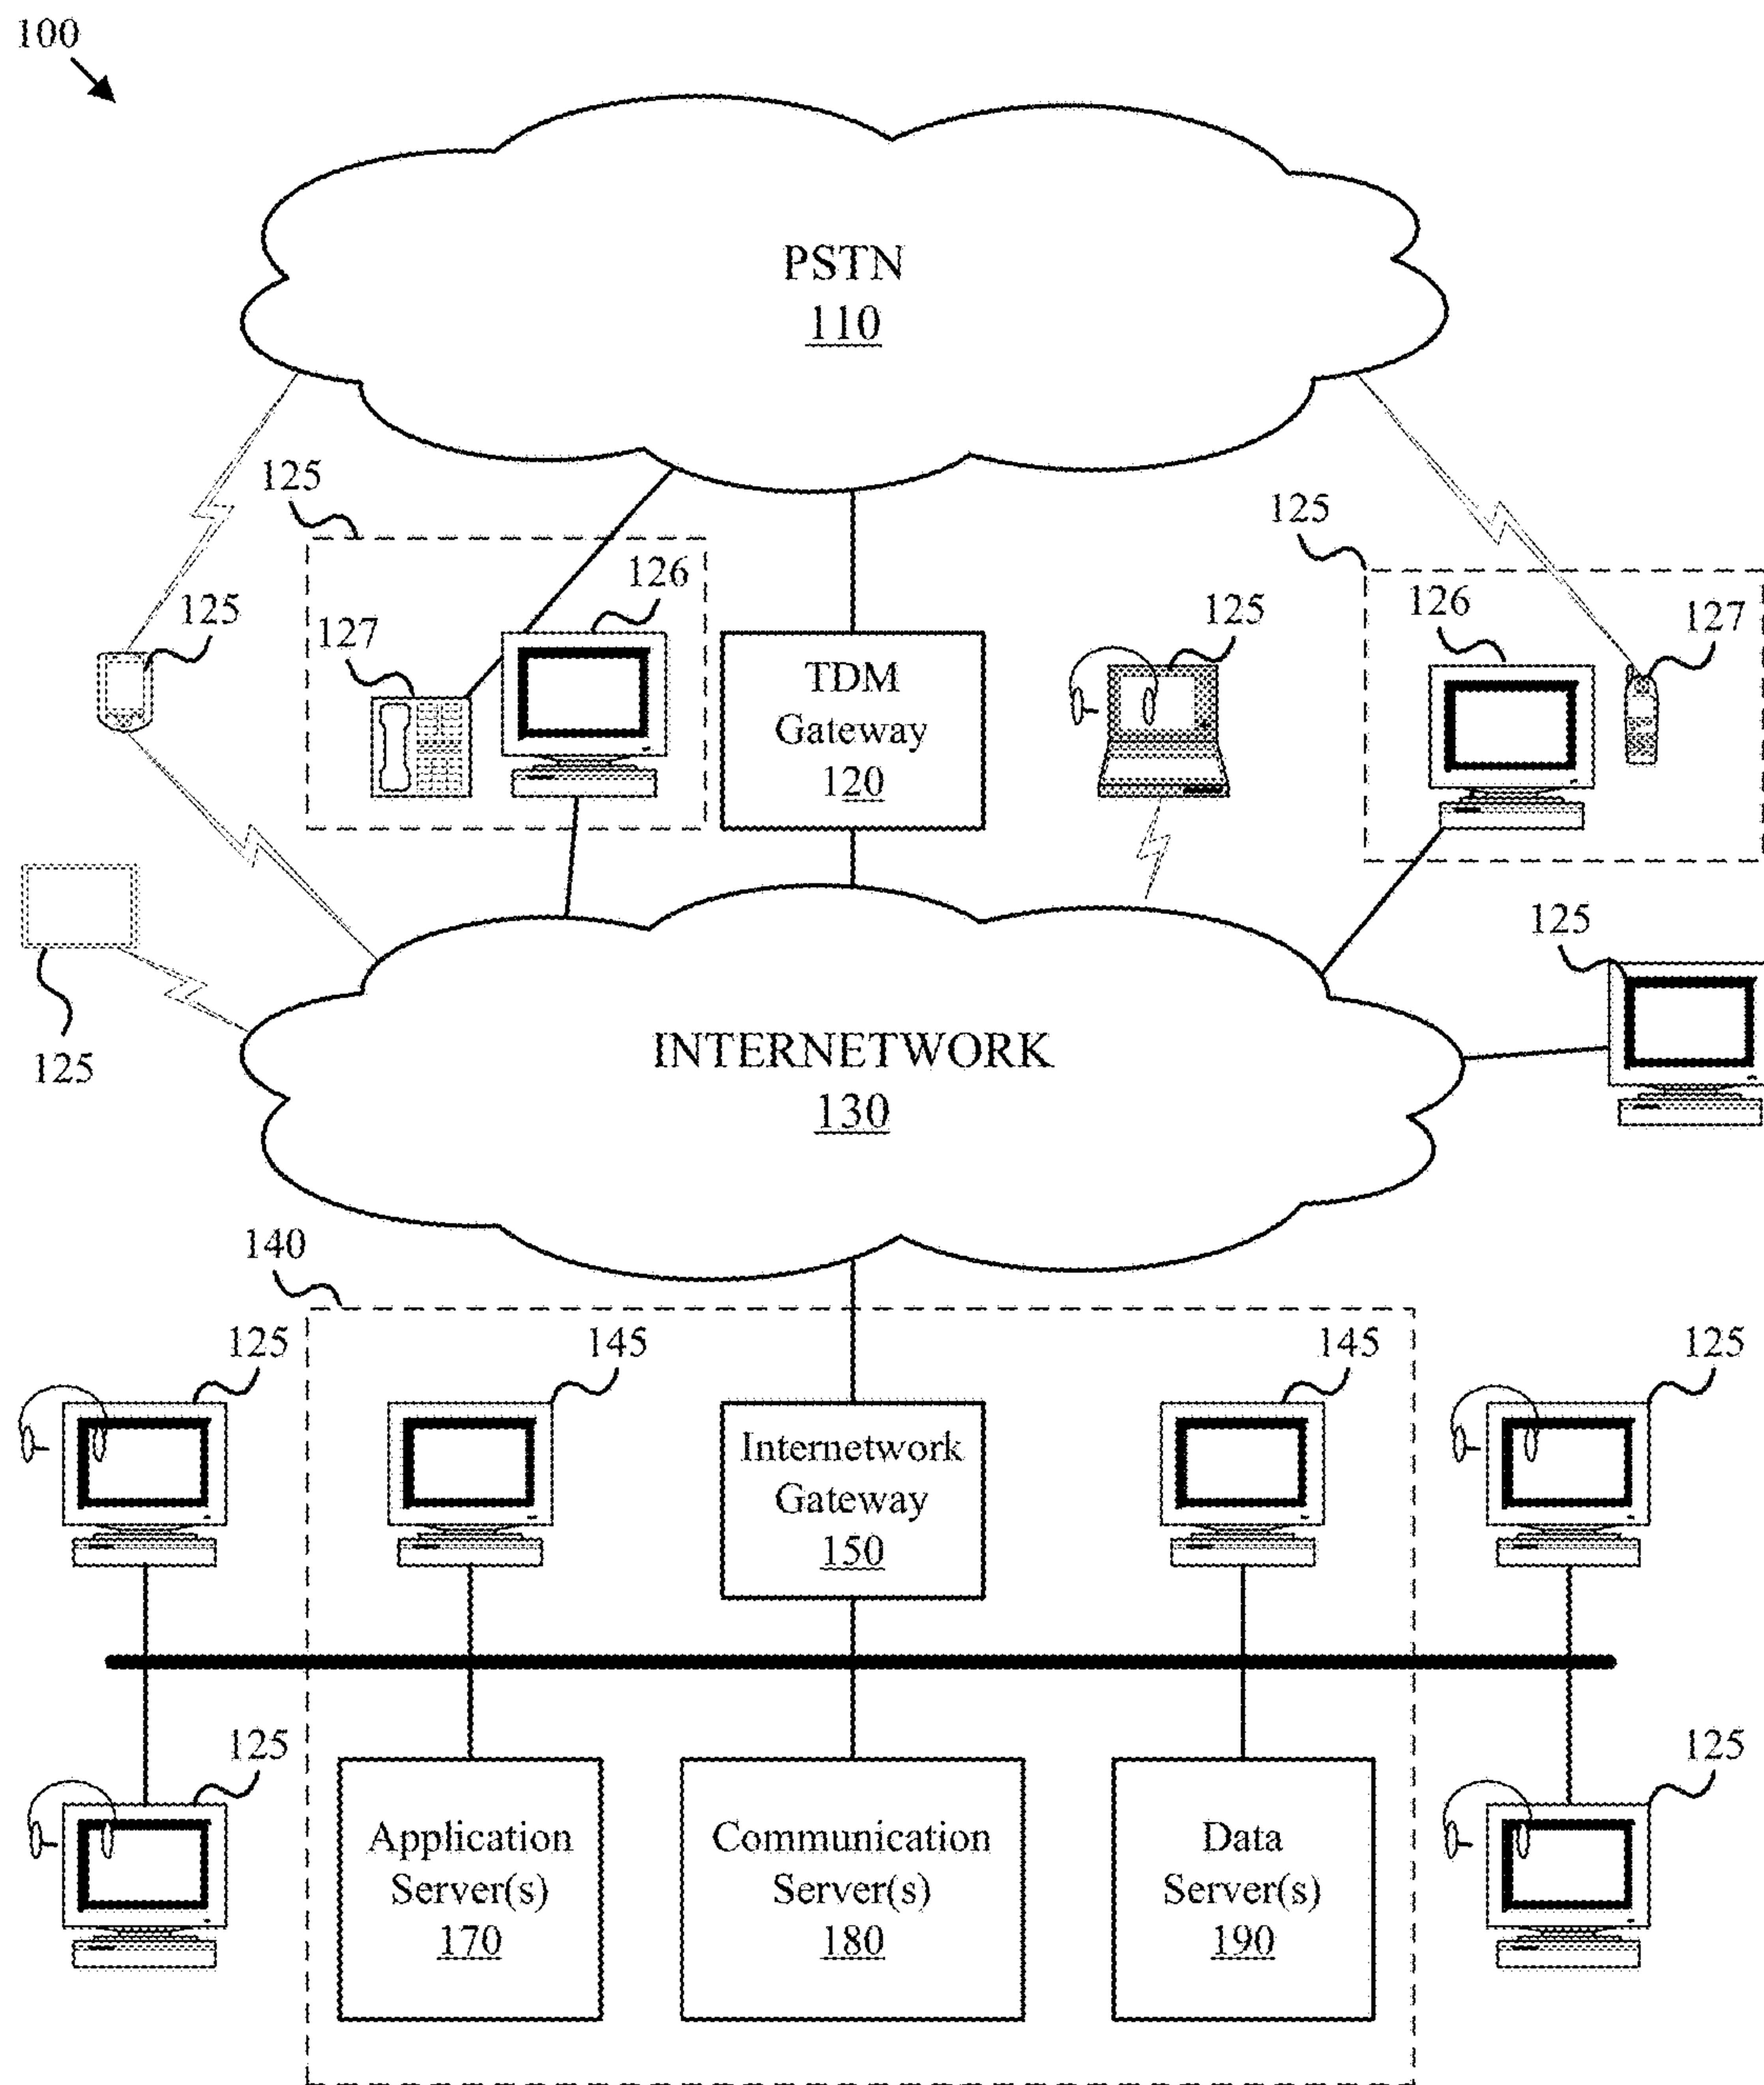 100
PSTN
110
125
125
126
127
125
TDM
Gateway
120
125
126
127
125
125
INTERNETWORK
130
140
125
145
145
125
Internetwork
Gateway
150
125
125
Application
Server(s)
170
Communication
Server(s)
180
Data
Server(s)
190